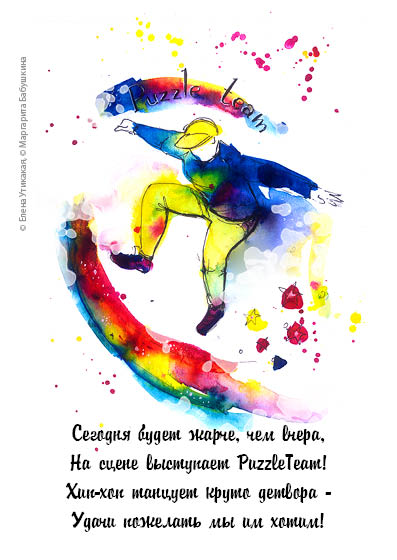 Puzzle team
© Елена Утикакая, © Маргарита Бабушкина
Сегодня будет жарче, чем вчера,
На сцене выступает PuzzleTeam!
Хип-хоп танцует круто детвора -
Удачи пожелать мы им хотим!